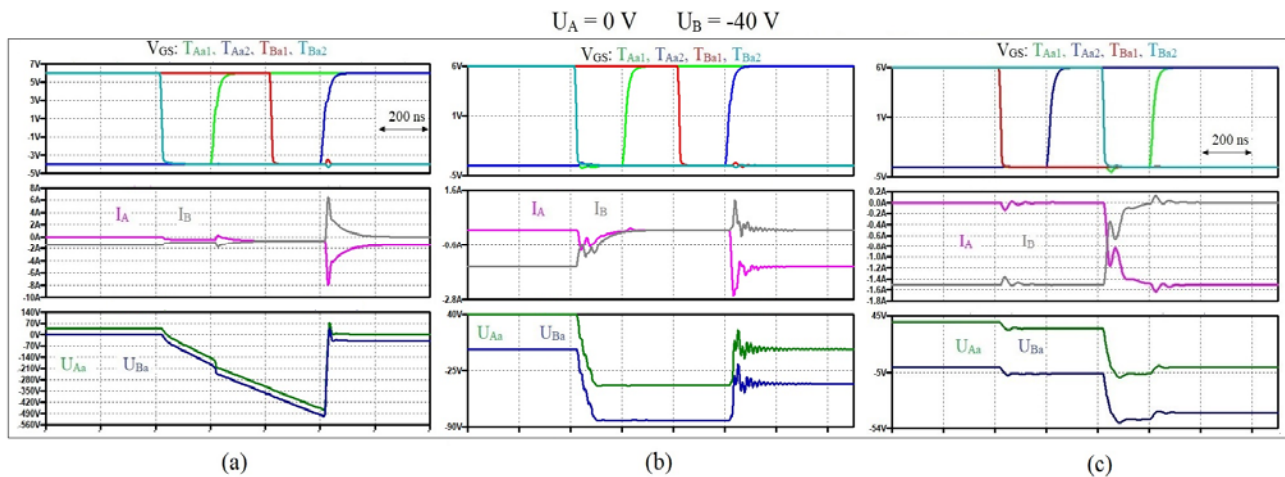 U_A = 0 V U_B = -40 V
V_GS: T_Aa1, T_Aa2, T_Ba1, T_Ba2
7V
5V
3V
1V
-1V
-3V
-5V
200 ns
8A
6A
4A
2A
0A
-2A
-4A
-6A
-8A
10A
I_A I_B
140V
70V
0V
-70V
-140V
-210V
-280V
-350V
-420V
-490V
-560V
U_Aa U_Ba
(a)
V_GS: T_Aa1, T_Aa2, T_Ba1, T_Ba2
6V
1V
-5V
200 ns
1.6A
-0.6A
-2.8A
I_A I_B
40V
-25V
-90V
U_Aa U_Ba
(b)
V_GS: T_Aa1, T_Aa2, T_Ba1, T_Ba2
6V
1V
-5V
200 ns
0.2A
0.0A
-0.2A
-0.4A
-0.6A
-0.8A
-1.0A
-1.2A
-1.4A
-1.6A
-1.8A
I_A I_B
45V
-5V
-54V
U_Aa U_Ba
(c)